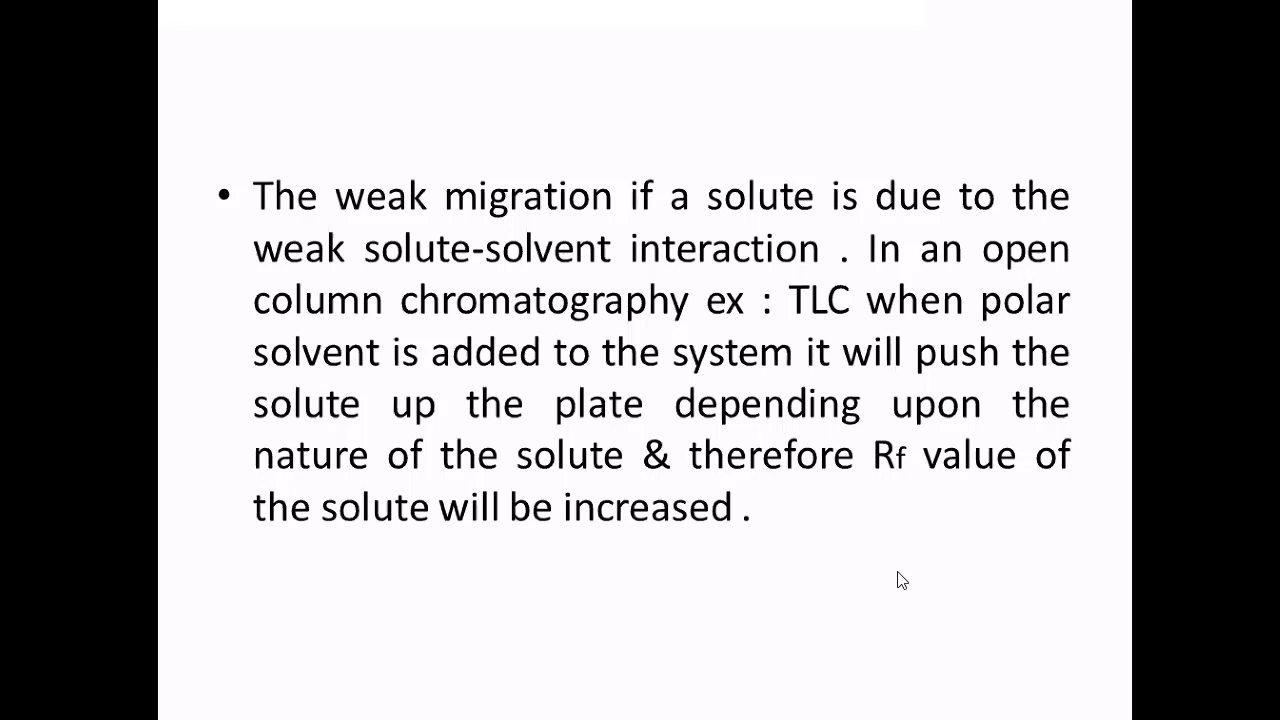 • The weak migration if a solute is due to the
weak solute-solvent interaction . In an open
column chromatography ex : TLC when polar
solvent is added to the system it will push the
solute up the plate depending upon the
nature of the solute & therefore Rf value of
the solute will be increased .